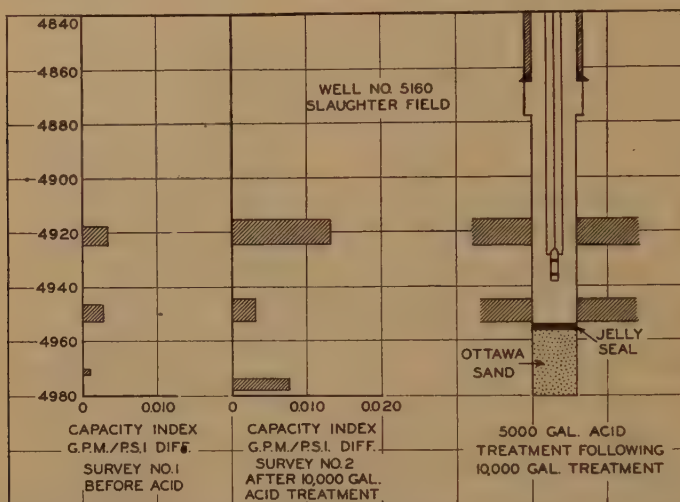 4840
4860
4880
4900
4920
4940
4960
4980
WELL NO. 5160
SLAUGHTER FIELD
JELLY
SEAL
OTTAWA
SAND
0 0.010
0 0.010 0.020
CAPACITY INDEX
G.P.M./P.S.I. DIFF.
SURVEY NO.1
BEFORE ACID
CAPACITY INDEX
G.P.M./P.S.I. DIFF.
SURVEY NO.2
AFTER 10,000 GAL.
ACID TREATMENT.
5000 GAL. ACID
TREATMENT FOLLOWING
10,000 GAL. TREATMENT